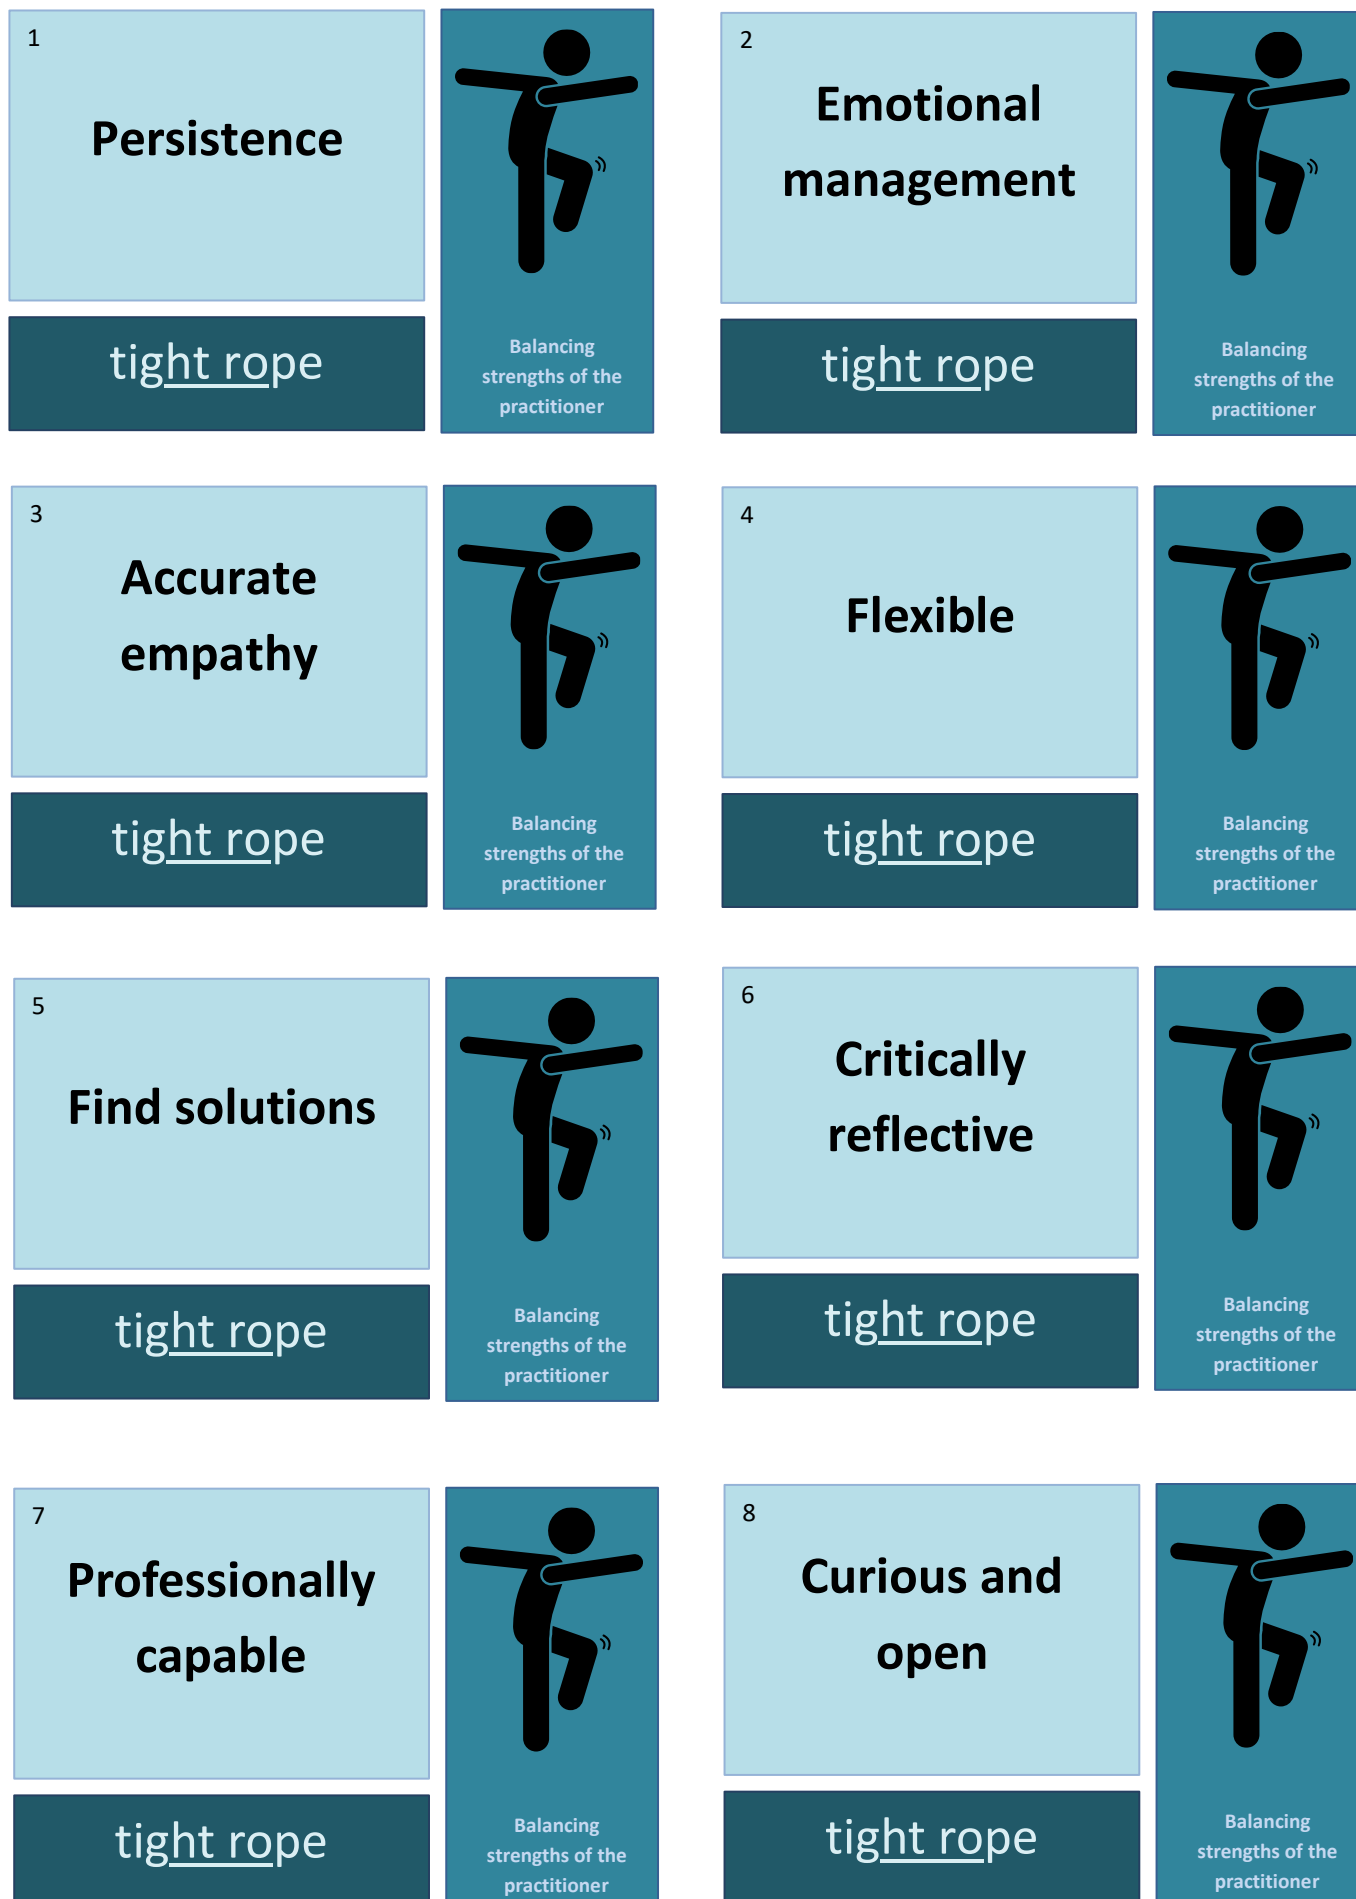 1
Persistence
tight rope
Balancing
strengths of the
practitioner
2
Emotional
management
tight rope
Balancing
strengths of the
practitioner
3
Accurate
empathy
tight rope
Balancing
strengths of the
practitioner
4
Flexible
tight rope
Balancing
strengths of the
practitioner
5
Find solutions
tight rope
Balancing
strengths of the
practitioner
6
Critically
reflective
tight rope
Balancing
strengths of the
practitioner
7
Professionally
capable
tight rope
Balancing
strengths of the
practitioner
8
Curious and
open
tight rope
Balancing
strengths of the
practitioner